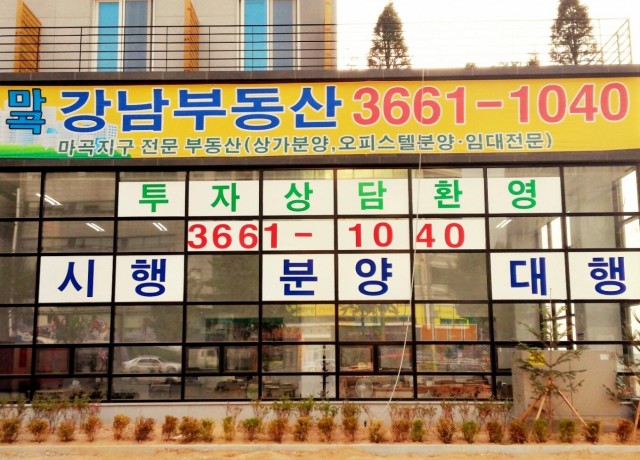 마곡 강남부동산 3661-1040
마곡지구 전문 부동산(상가분양,오피스텔분양·임대전문)
투자상담환영
3661-1040
시행 분양 대행